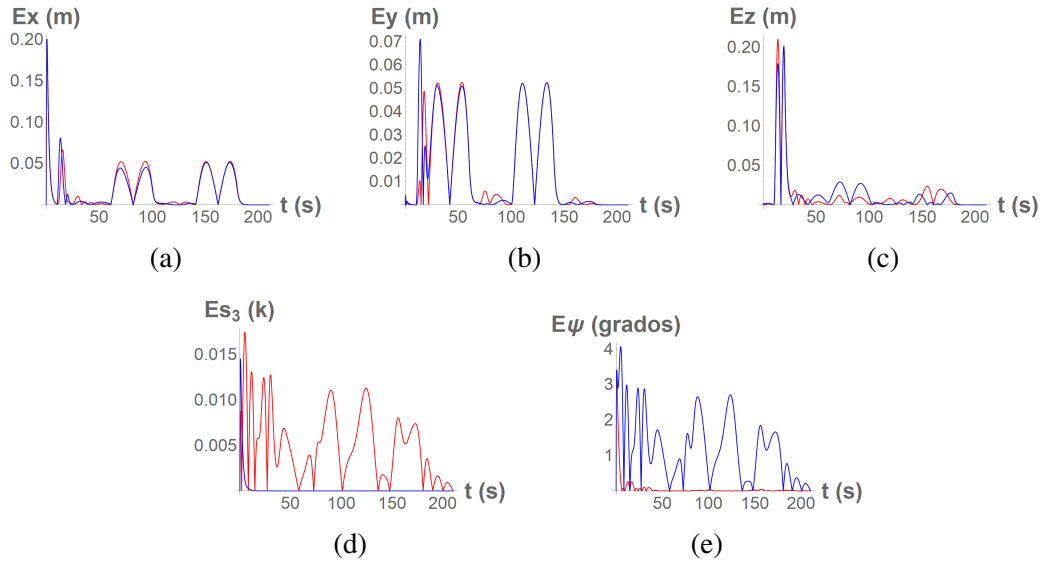 Ex (m)
0.20
0.15
0.10
0.05
50 100 150 200
t (s)
(a)
Ey (m)
0.07
0.06
0.05
0.04
0.03
0.02
0.01
50 100 150 200
t (s)
(b)
Ez (m)
0.20
0.15
0.10
0.05
50 100 150 200
t (s)
(c)
Es₃ (k)
0.015
0.010
0.005
50 100 150 200
t (s)
(d)
Eψ (grados)
4
3
2
1
50 100 150 200
t (s)
(e)